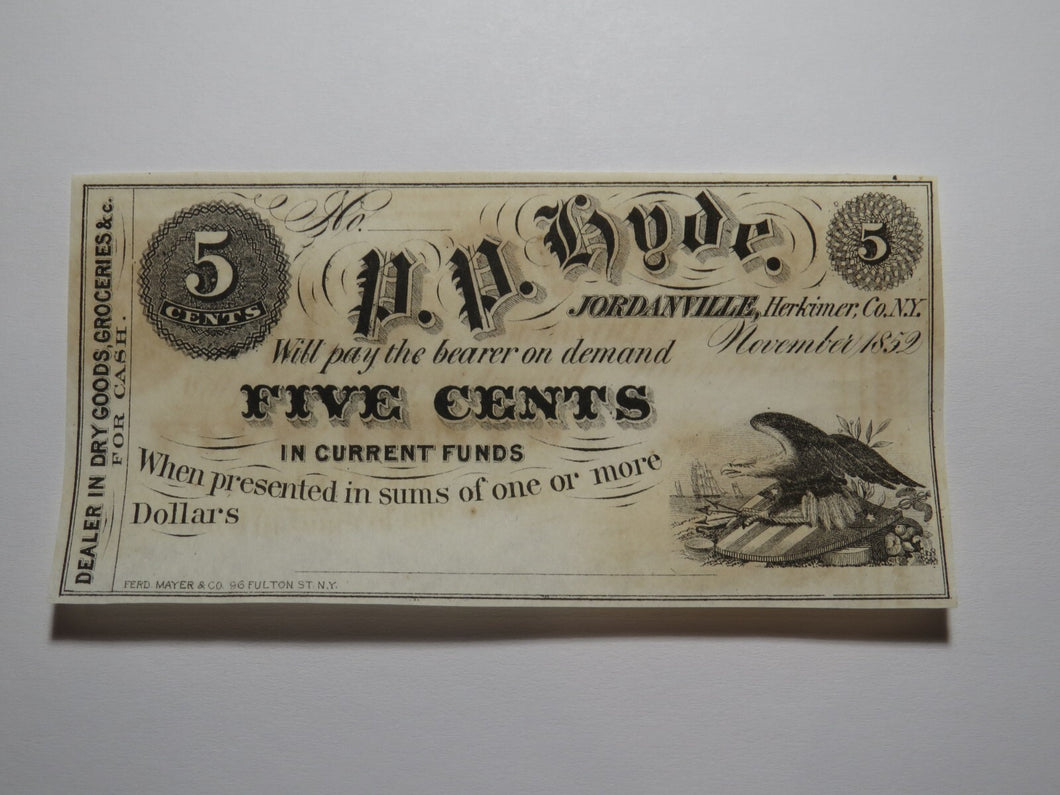 DEALER IN DRY GOODS, GROCERIES & c.
FOR CASH.
5
CENTS
No.
P. P. Hyde.
5
JORDANVILLE, Herkimer, Co. N.Y.
November 1852
Will pay the bearer on demand
FIVE CENTS
IN CURRENT FUNDS
When presented in sums of one or more
Dollars
FERD. MAYER & CO. 96 FULTON ST. N.Y.